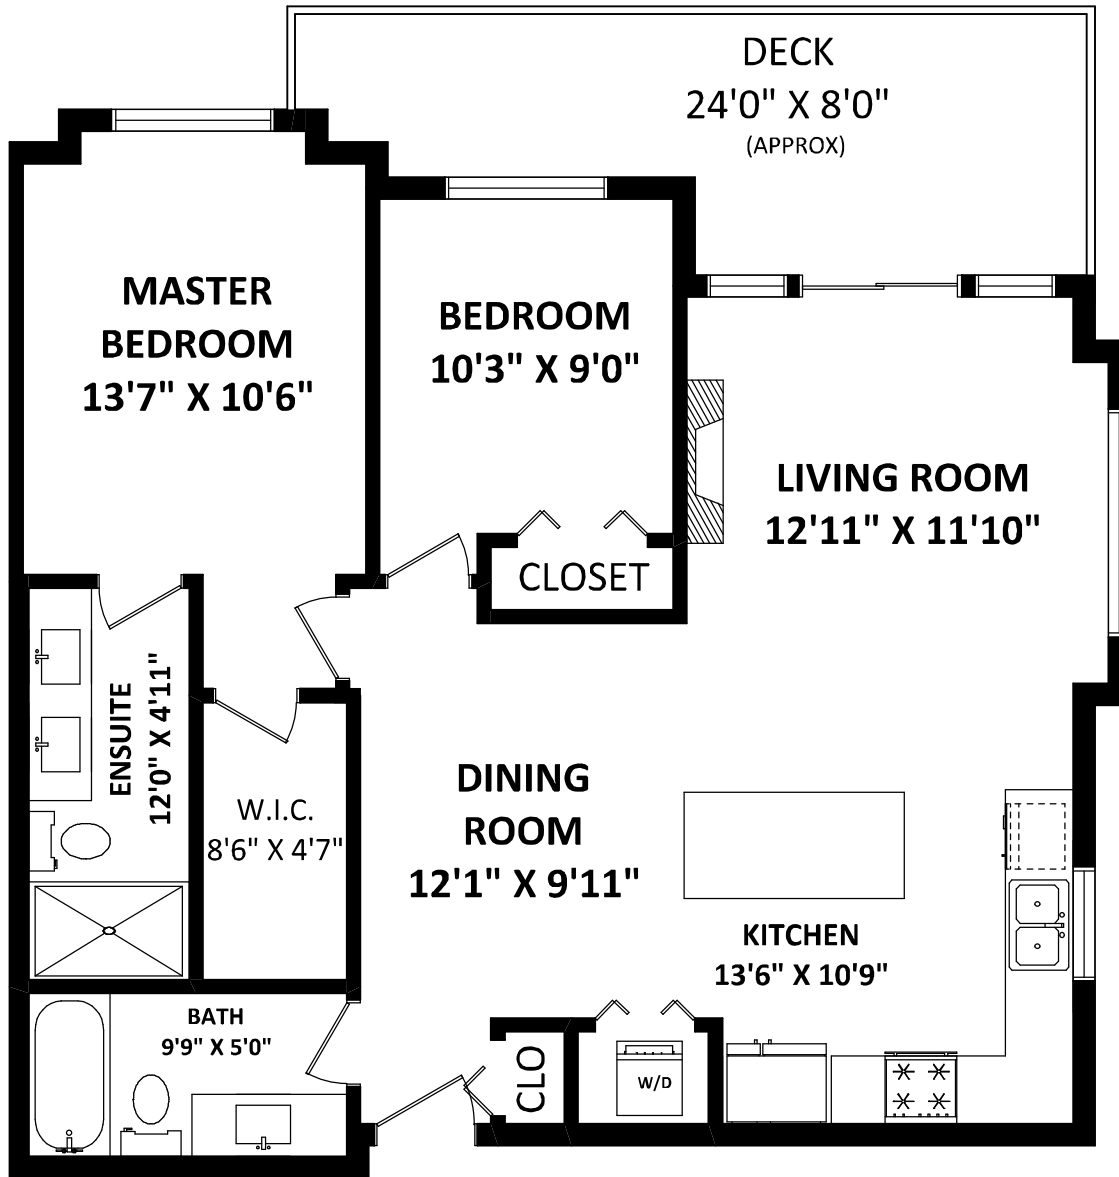 DECK
24'0" X 8'0"
(APPROX)
MASTER
BEDROOM
13'7" X 10'6"
BEDROOM
10'3" X 9'0"
LIVING ROOM
12'11" X 11'10"
CLOSET
ENSUITE
12'0" X 4'11"
W.I.C.
8'6" X 4'7"
DINING
ROOM
12'1" X 9'11"
KITCHEN
13'6" X 10'9"
BATH
9'9" X 5'0"
CLO
W/D